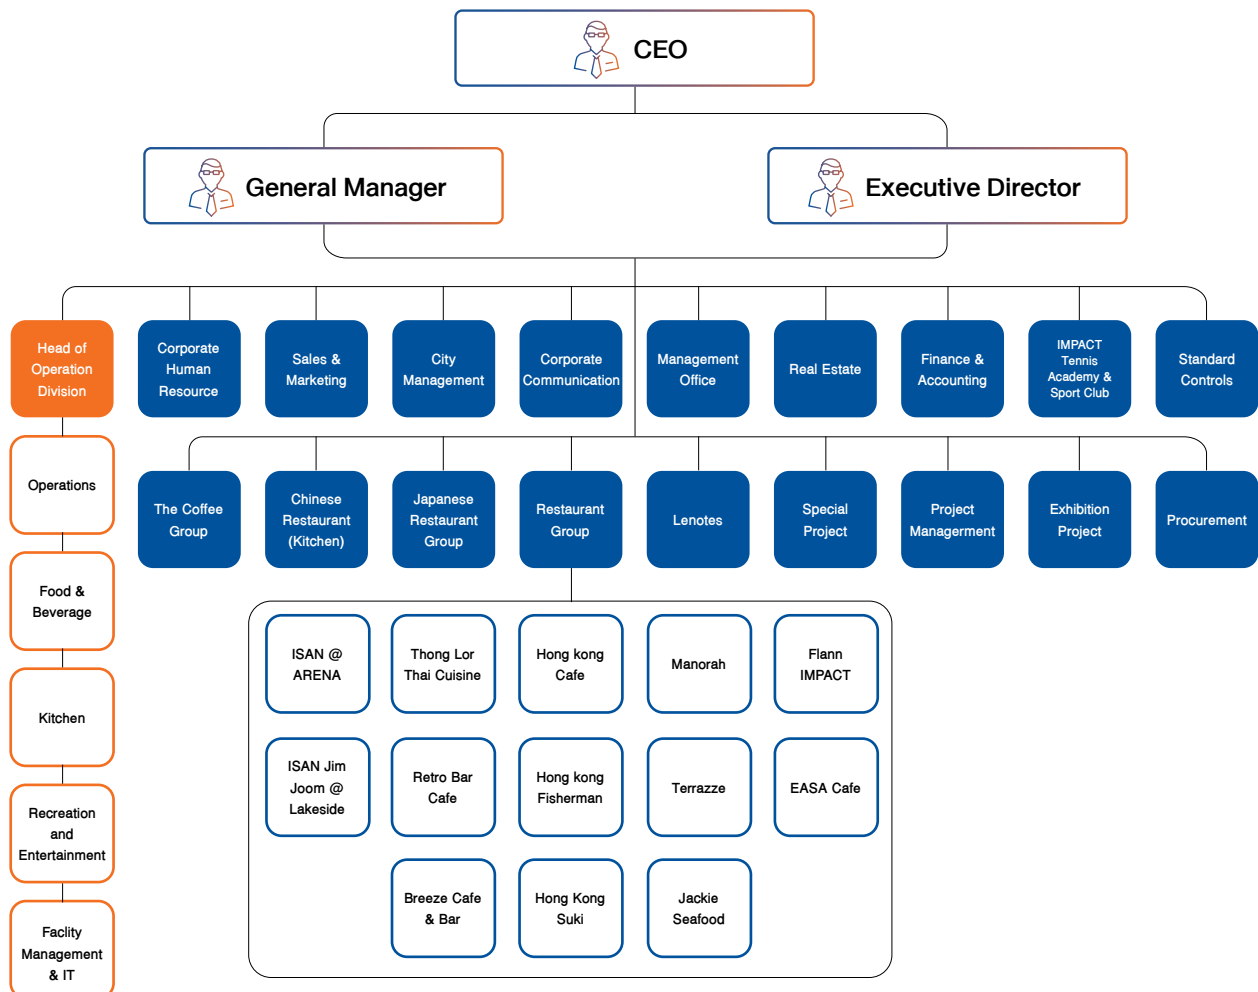 CEO
General Manager
Executive Director
Head of
Operation
Division
Corporate
Human
Resource
Sales &
Marketing
City
Management
Corporate
Communication
Management
Office
Real Estate
Finance &
Accounting
IMPACT
Tennis
Academy &
Sport Club
Standard
Controls
Operations
Food &
Beverage
Kitchen
Recreation
and
Entertainment
Faclity
Management
& IT
The Coffee
Group
Chinese
Restaurant
(Kitchen)
Japanese
Restaurant
Group
Restaurant
Group
Lenotes
Special
Project
Project
Managerment
Exhibition
Project
Procurement
ISAN @
ARENA
Thong Lor
Thai Cuisine
Hong kong
Cafe
Manorah
Flann
IMPACT
ISAN Jim
Joom @
Lakeside
Retro Bar
Cafe
Hong kong
Fisherman
Terrazze
EASA Cafe
Breeze Cafe
& Bar
Hong Kong
Suki
Jackie
Seafood